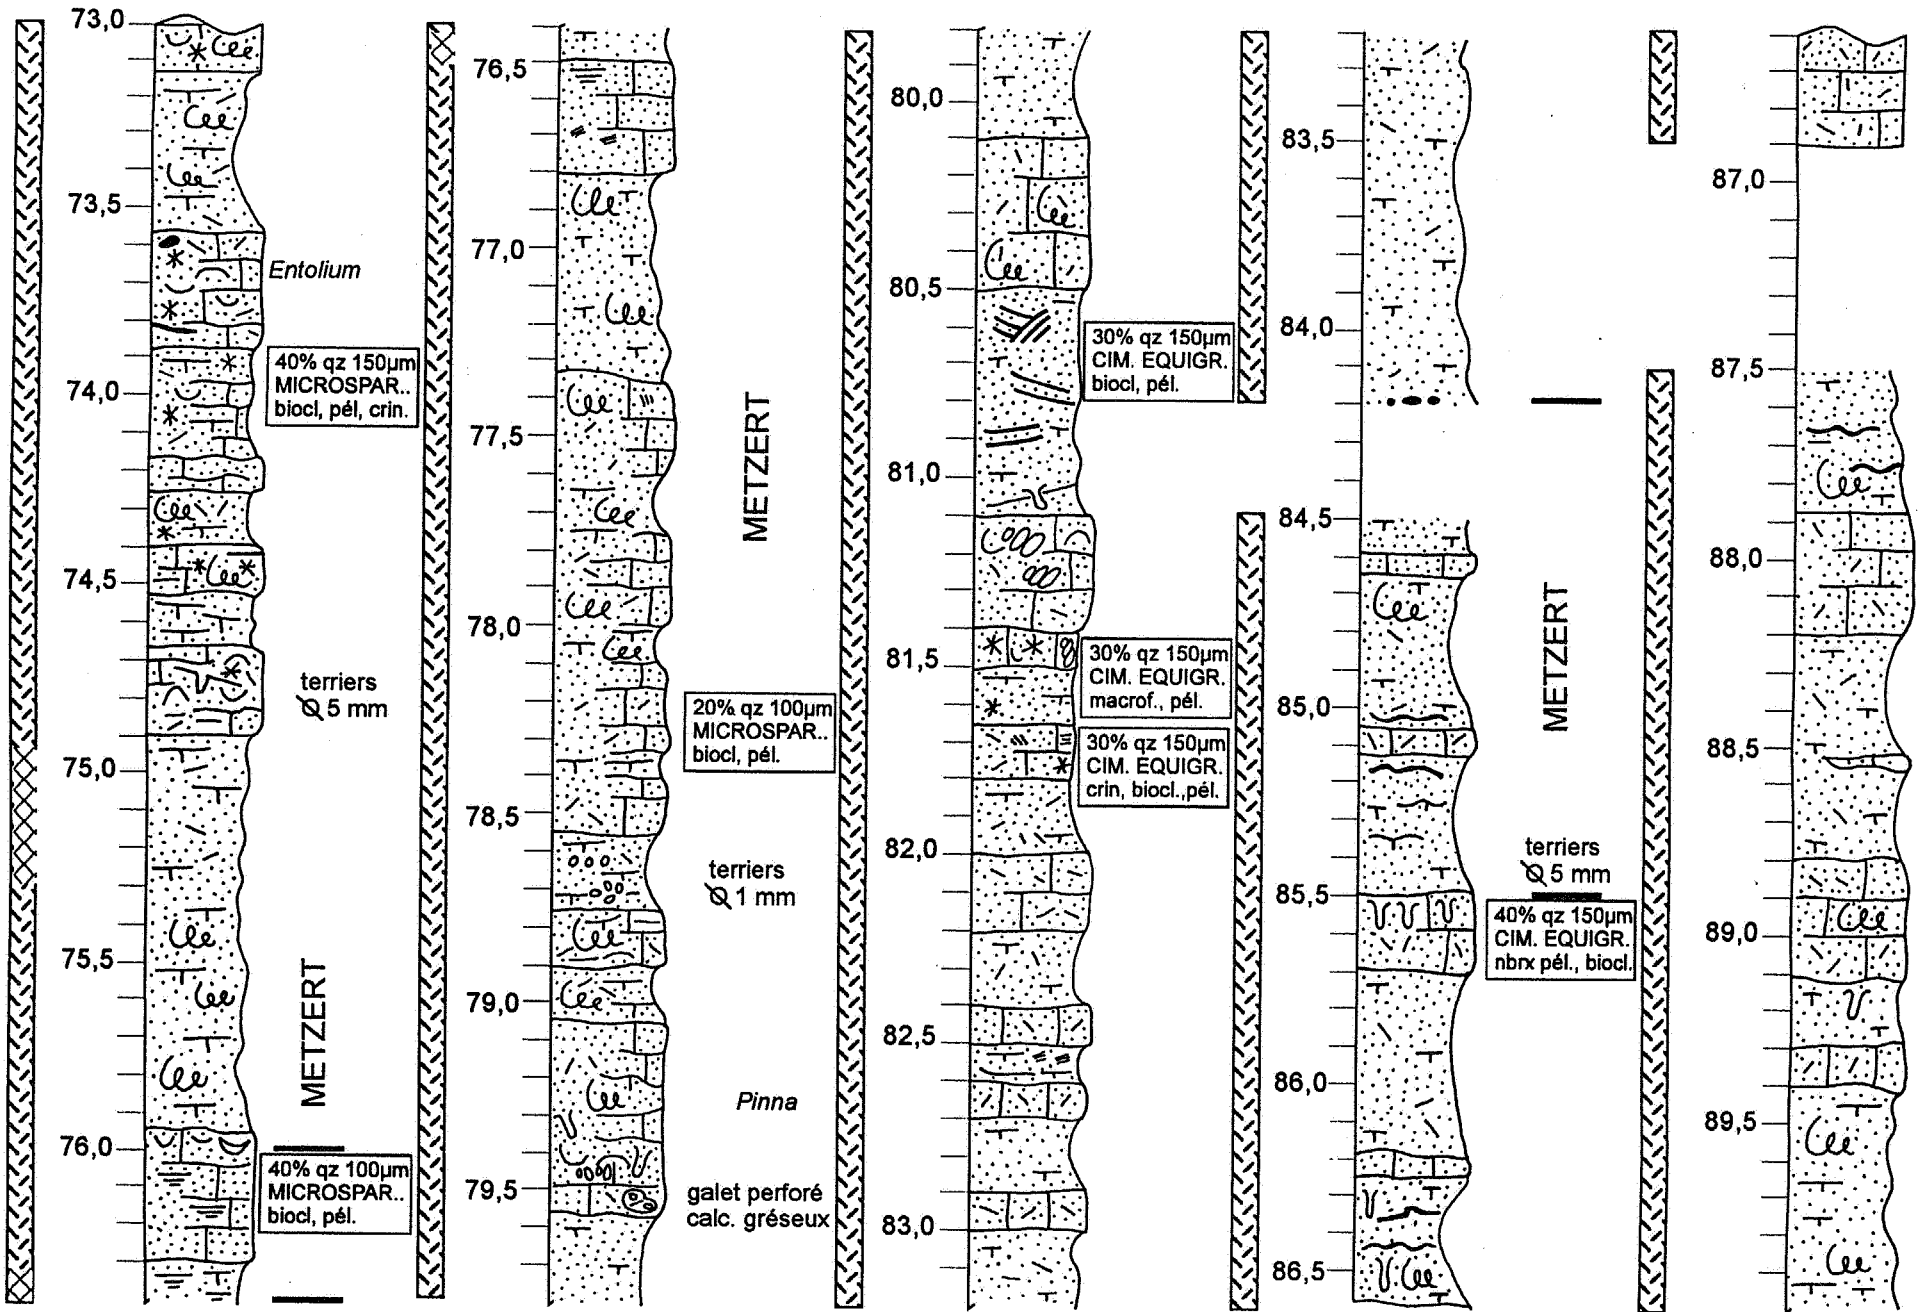 73,0
73,5
Entolium
40% qz 150µm
MICROSPAR..
biocl, pél, crin.
74,0
74,5
terriers
Ø 5 mm
75,0
75,5
METZERT
76,0
40% qz 100µm
MICROSPAR..
biocl, pél.
76,5
77,0
77,5
METZERT
78,0
20% qz 100µm
MICROSPAR..
biocl, pél.
78,5
terriers
Ø 1 mm
79,0
Pinna
79,5
galet perforé
calc. gréseux
80,0
80,5
30% qz 150µm
CIM. EQUIGR.
biocl, pél.
81,0
81,5
30% qz 150µm
CIM. EQUIGR.
macrof., pél.
30% qz 150µm
CIM. EQUIGR.
crin, biocl.,pél.
82,0
82,5
83,0
83,5
84,0
84,5
METZERT
85,0
terriers
Ø 5 mm
85,5
40% qz 150µm
CIM. EQUIGR.
nbrx pél., biocl.
86,0
86,5
87,0
87,5
88,0
88,5
89,0
89,5